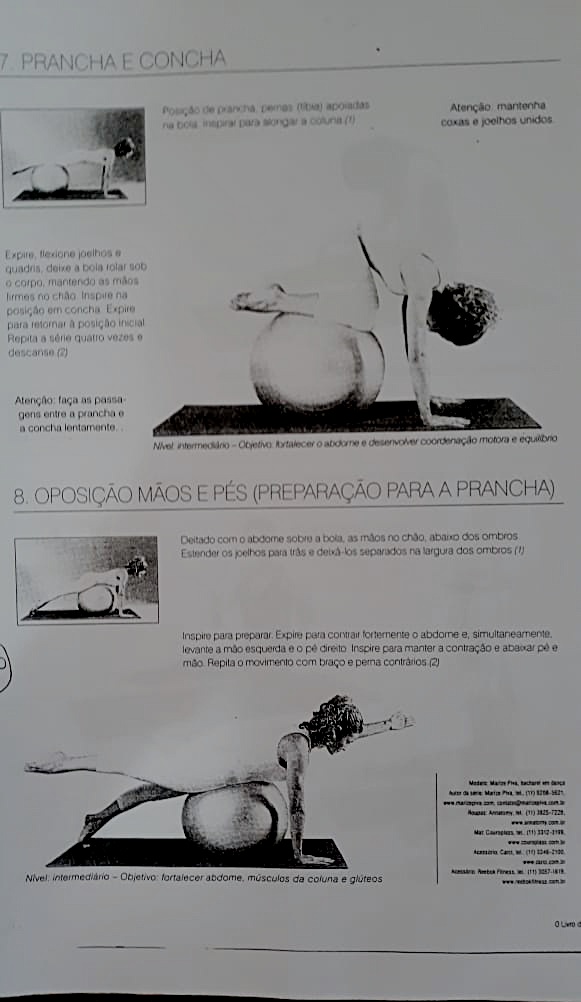 7. PRANCHA E CONCHA
Posição de prancha, pernas (tíbia) apoiadas
na bola. Inspirar para alongar a coluna.(1)
Atenção: mantenha
coxas e joelhos unidos.
Expire, flexione joelhos e
quadris, deixe a bola rolar sob
o corpo, mantendo as mãos
firmes no chão. Inspire na
posição em concha. Expire
para retornar à posição inicial.
Repita a série quatro vezes e
descanse.(2)
Atenção: faça as passa-
gens entre a prancha e
a concha lentamente.
Nível: intermediário – Objetivo: fortalecer o abdome e desenvolver coordenação motora e equilíbrio
8. OPOSIÇÃO MÃOS E PÉS (PREPARAÇÃO PARA A PRANCHA)
Deitado com o abdome sobre a bola, as mãos no chão, abaixo dos ombros.
Estender os joelhos para trás e deixá-los separados na largura dos ombros.(1)
Inspire para preparar. Expire para contrair fortemente o abdome e, simultaneamente,
levante a mão esquerda e o pé direito. Inspire para manter a contração e abaixar pé e
mão. Repita o movimento com braço e perna contrários.(2)
Modelo: Marize Piva, bacharel em dança
Autor da série: Marize Piva, tel.
www.marizepiva.com, contato@marizepiva.com.br
Roupas: Annatomy, tel. (11) 3825-7229,
www.annatomy.com.br
Mat: Couroplass, tel. (11) 3312-3199,
www.couroplass.com.br
Acessório: Carci, tel. (11) 3346-2100,
www.carci.com.br
Acessório: Reebok Fitness, tel. (11) 3057-1619,
www.reebokfitness.com.br
Nível: intermediário – Objetivo: fortalecer abdome, músculos da coluna e glúteos
O Livro d